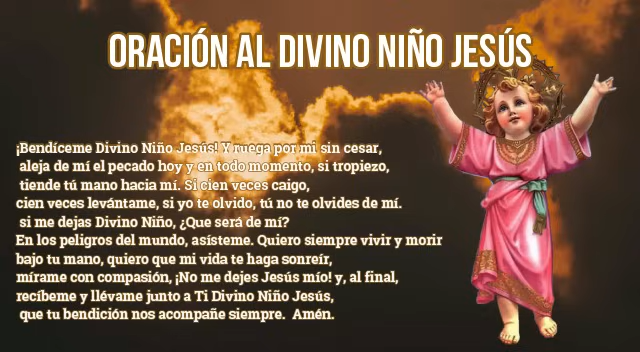 ORACIÓN AL DIVINO NIÑO JESÚS
¡Bendíceme Divino Niño Jesús! Y ruega por mi sin cesar,
aleja de mí el pecado hoy y en todo momento, si tropiezo,
tiende tú mano hacia mí. Si cien veces caigo,
cien veces levántame, si yo te olvido, tú no te olvides de mí.
si me dejas Divino Niño, ¿Que será de mí?
En los peligros del mundo, asísteme. Quiero siempre vivir y morir
bajo tu mano, quiero que mi vida te haga sonreír,
mírame con compasión, ¡No me dejes Jesús mío! y, al final,
recíbeme y llévame junto a Ti Divino Niño Jesús,
que tu bendición nos acompañe siempre. Amén.